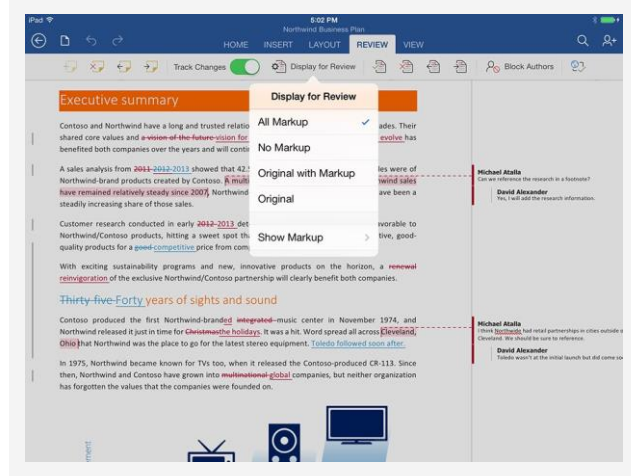 iPad 5:02 PM
Northwind Business Plan
HOME INSERT LAYOUT REVIEW VIEW
Track Changes Display for Review Block Authors
Display for Review
All Markup
No Markup
Original with Markup
Original
Show Markup
Executive summary
Contoso and Northwind have a long and trusted relatio ades. Their
shared core values and a vision of the future vision for evolve has
benefited both companies over the years and will contin
A sales analysis from 2011 2012 2013 showed that 42.5 les were of
Northwind-brand products created by Contoso. A multi wind sales
have remained relatively steady since 2007, Northwind ave been a
steadily increasing share of those sales.
Customer research conducted in early 2012 2013 det avorable to
Northwind/Contoso products, hitting a sweet spot tha tive, good-
quality products for a good competitive price from com
With exciting sustainability programs and new, innovative products on the horizon, a renewal
reinvigoration of the exclusive Northwind/Contoso partnership will clearly benefit both companies.
Thirty-five Forty years of sights and sound
Contoso produced the first Northwind-branded integrated music center in November 1974, and
Northwind released it just in time for Christmas the holidays. It was a hit. Word spread all across Cleveland,
Ohio that Northwind was the place to go for the latest stereo equipment. Toledo followed soon after.
In 1975, Northwind became known for TVs too, when it released the Contoso-produced CR-113. Since
then, Northwind and Contoso have grown into multinational global companies, but neither organization
has forgotten the values that the companies were founded on.
Michael Atalla
Can we reference the research in a footnote?
David Alexander
Yes, I will add the research information.
Michael Atalla
I think Northwide had retail partnerships in cities outside o
Cleveland. We should be sure to reference.
David Alexander
Toledo wasn't at the initial launch but did come so
ement